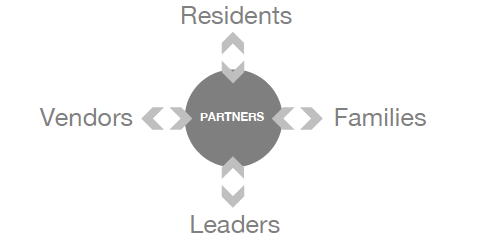 Residents
Vendors
PARTNERS
Families
Leaders